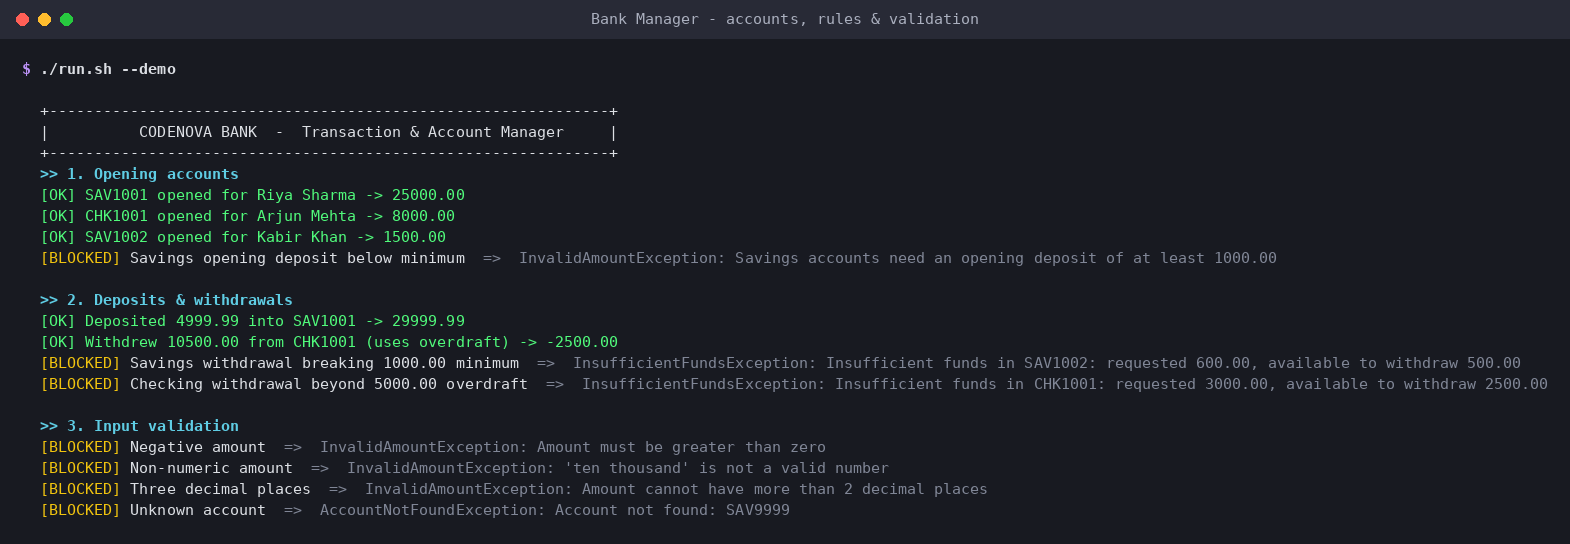 Bank Manager - accounts, rules & validation
$ ./run.sh --demo
+--------------------------------------------------------------+
|          CODENOVA BANK  -  Transaction & Account Manager     |
+--------------------------------------------------------------+
>> 1. Opening accounts
[OK] SAV1001 opened for Riya Sharma -> 25000.00
[OK] CHK1001 opened for Arjun Mehta -> 8000.00
[OK] SAV1002 opened for Kabir Khan -> 1500.00
[BLOCKED] Savings opening deposit below minimum  =>  InvalidAmountException: Savings accounts need an opening deposit of at least 1000.00
>> 2. Deposits & withdrawals
[OK] Deposited 4999.99 into SAV1001 -> 29999.99
[OK] Withdrew 10500.00 from CHK1001 (uses overdraft) -> -2500.00
[BLOCKED] Savings withdrawal breaking 1000.00 minimum  =>  InsufficientFundsException: Insufficient funds in SAV1002: requested 600.00, available to withdraw 500.00
[BLOCKED] Checking withdrawal beyond 5000.00 overdraft  =>  InsufficientFundsException: Insufficient funds in CHK1001: requested 3000.00, available to withdraw 2500.00
>> 3. Input validation
[BLOCKED] Negative amount  =>  InvalidAmountException: Amount must be greater than zero
[BLOCKED] Non-numeric amount  =>  InvalidAmountException: 'ten thousand' is not a valid number
[BLOCKED] Three decimal places  =>  InvalidAmountException: Amount cannot have more than 2 decimal places
[BLOCKED] Unknown account  =>  AccountNotFoundException: Account not found: SAV9999